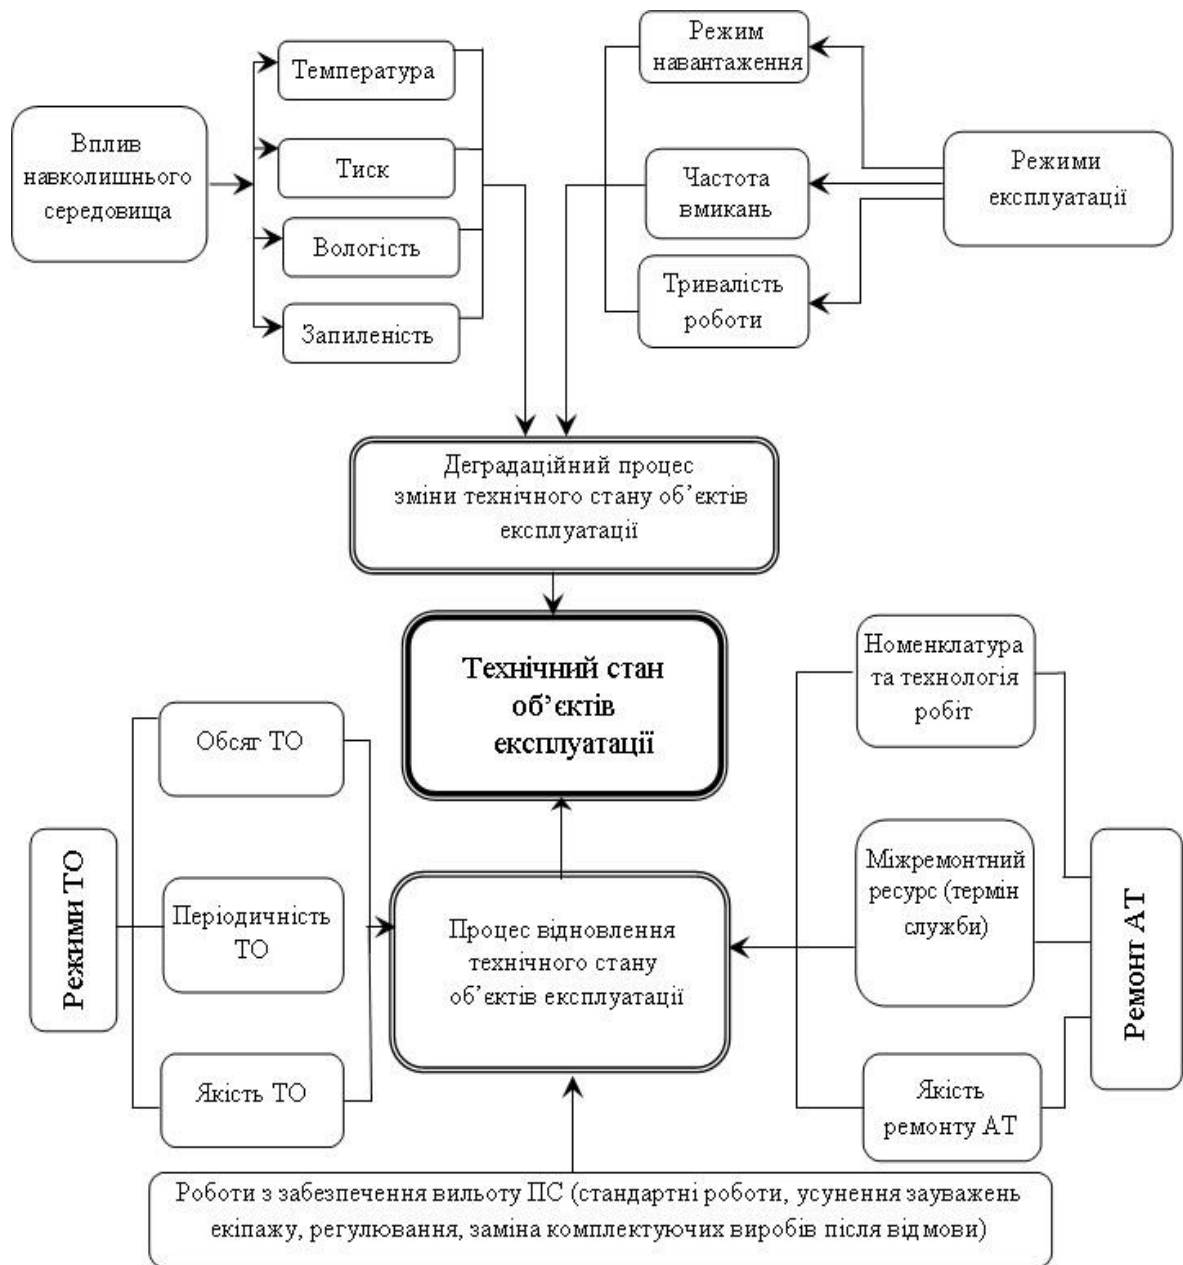 Вплив
навколишнього
середовища
Температура
Тиск
Вологість
Запиленість
Режим
навантаження
Частота
вмикань
Тривалість
роботи
Режими
експлуатації
Деградаційний процес
зміни технічного стану об’єктів
експлуатації
Технічний стан
об’єктів
експлуатації
Режими ТО
Обсяг ТО
Періодичність
ТО
Якість ТО
Процес відновлення
технічного стану
об’єктів експлуатації
Номенклатура
та технологія
робіт
Міжремонтний
ресурс (термін
служби)
Якість
ремонту АТ
Ремонт АТ
Роботи з забезпечення вильоту ПС (стандартні роботи, усунення зауважень
екіпажу, регулювання, заміна комплектуючих виробів після відмови)